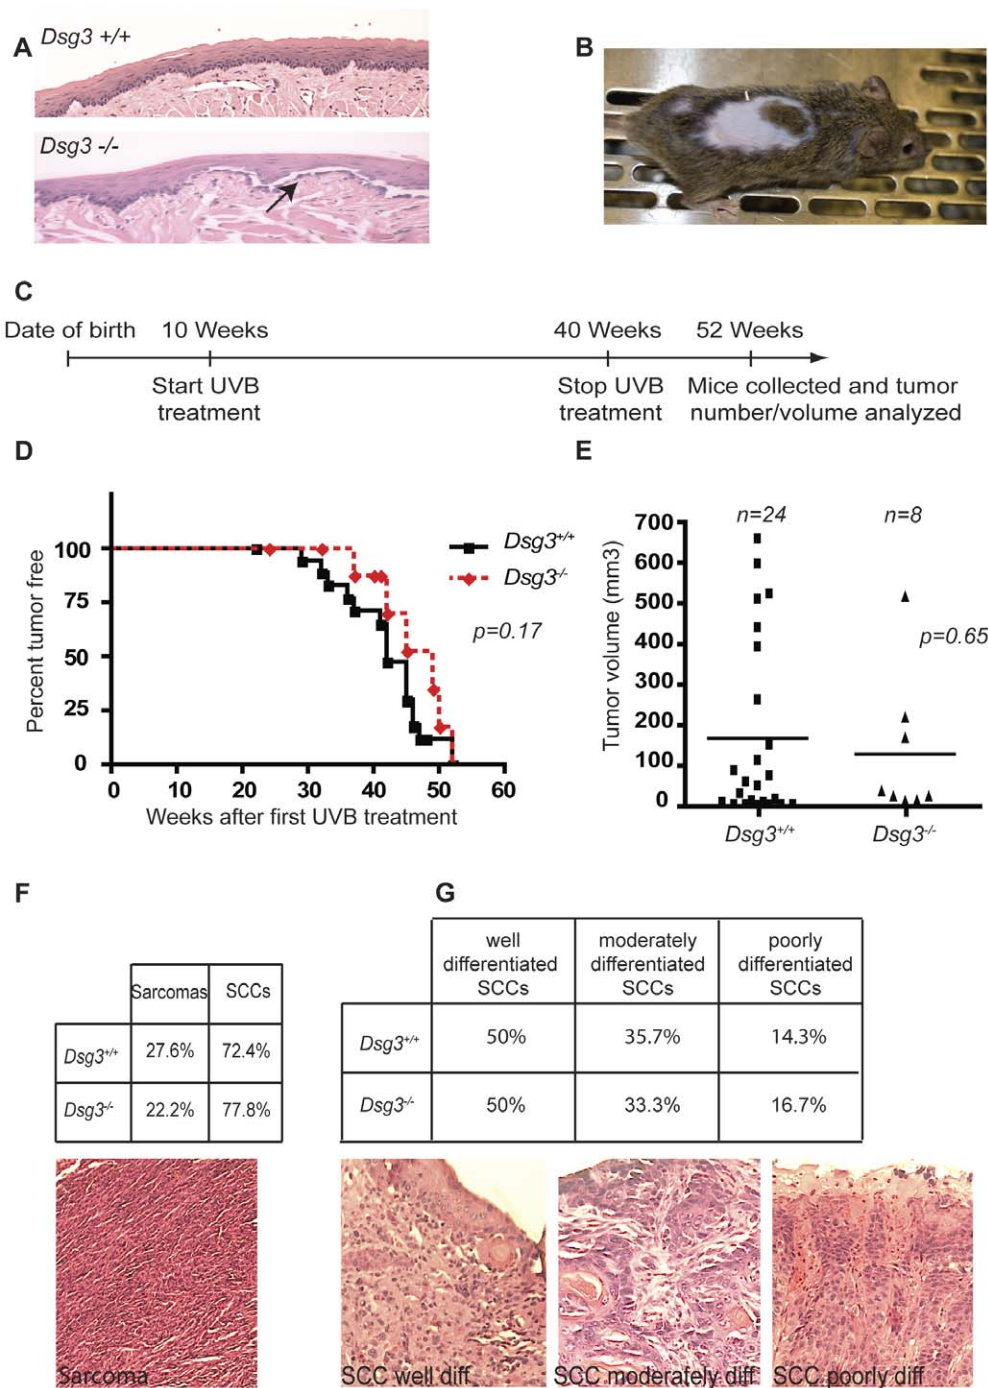 A
Dsg3 +/+
Dsg3 -/-
B
C
Date of birth 10 Weeks 40 Weeks 52 Weeks
Start UVB treatment
Stop UVB treatment
Mice collected and tumor number/volume analyzed
D
Percent tumor free
100
75
50
25
0
0 10 20 30 40 50 60
Weeks after first UVB treatment
Dsg3+/+
Dsg3-/-
p=0.17
E
Tumor volume (mm3)
700
600
500
400
300
200
100
0
n=24 n=8
p=0.65
Dsg3+/+ Dsg3-/-
F
Sarcomas SCCs
Dsg3+/+ 27.6% 72.4%
Dsg3-/- 22.2% 77.8%
Sarcoma
G
well differentiated SCCs
moderately differentiated SCCs
poorly differentiated SCCs
Dsg3+/+ 50% 35.7% 14.3%
Dsg3-/- 50% 33.3% 16.7%
SCC well diff
SCC moderately diff
SCC poorly diff